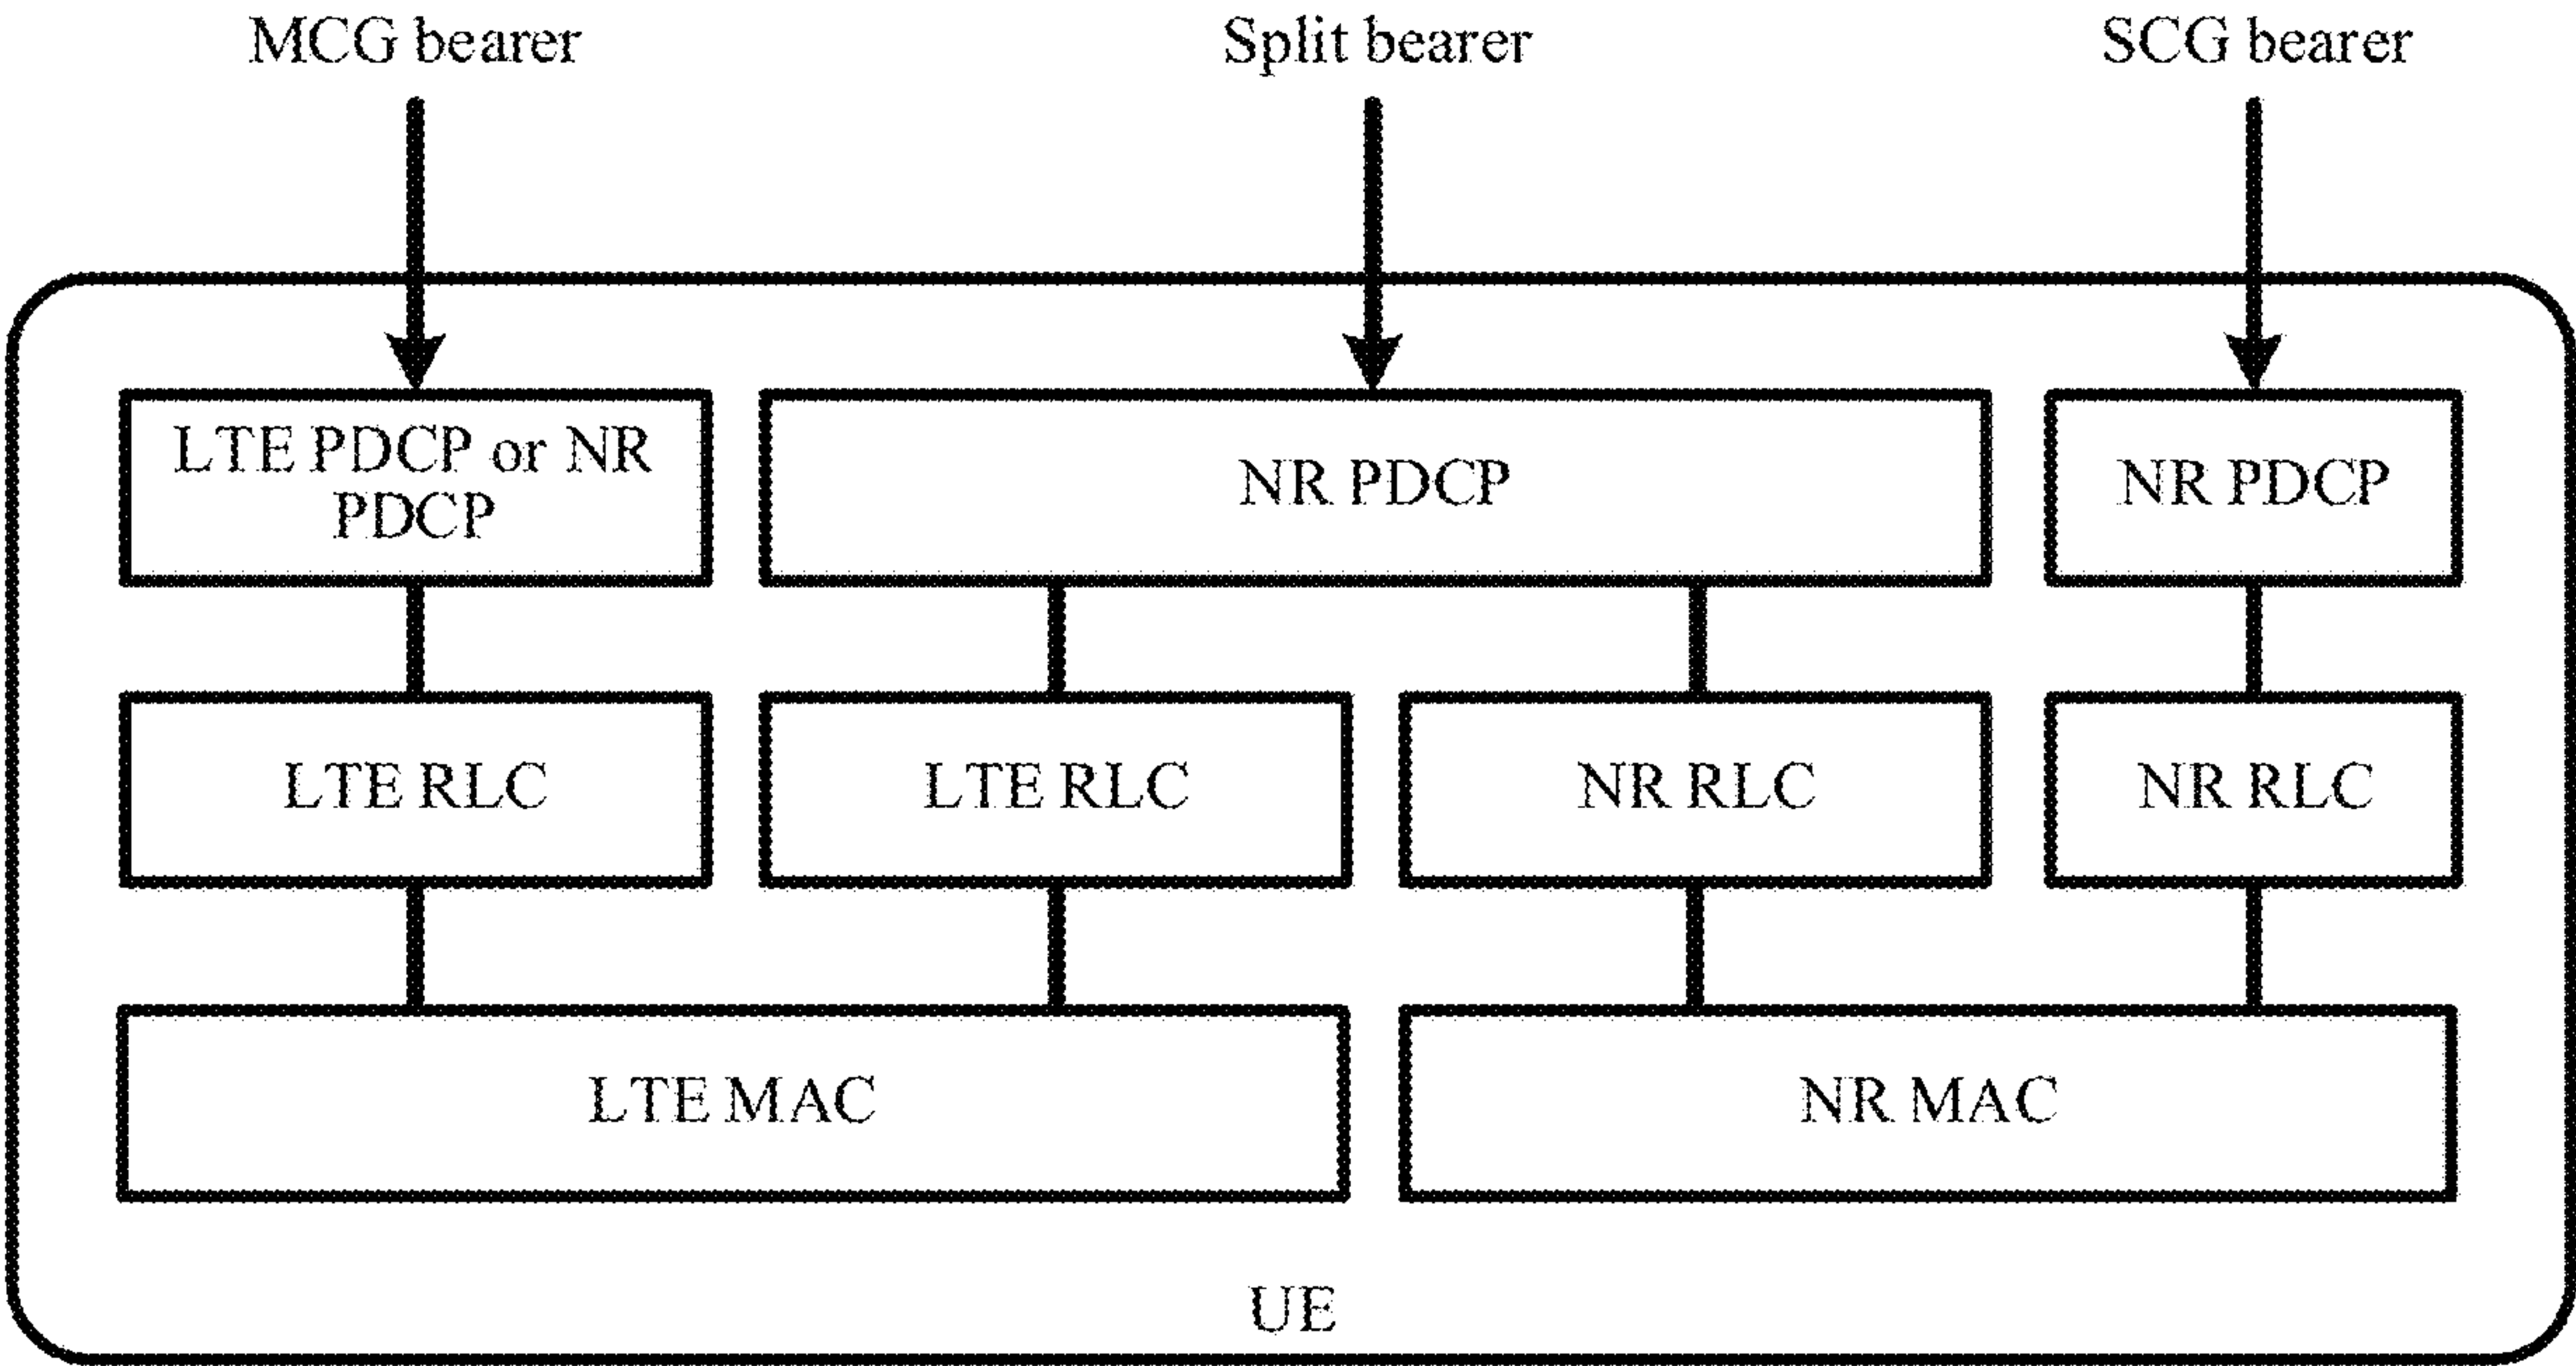 MCG bearer
Split bearer
SCG bearer
LTE PDCP or NR
PDCP
NR PDCP
NR PDCP
LTE RLC
LTE RLC
NR RLC
NR RLC
LTE MAC
NR MAC
UE